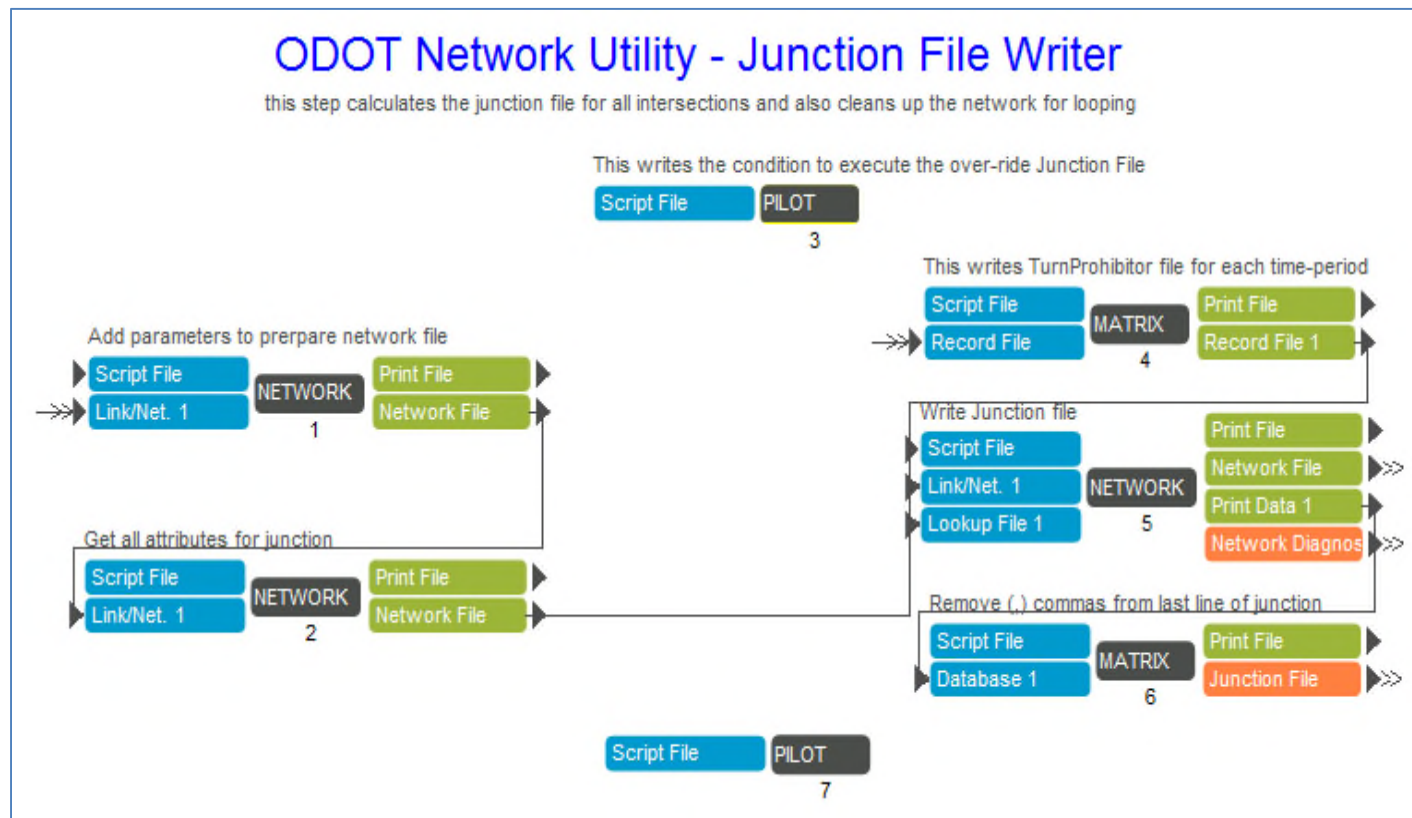 ODOT Network Utility - Junction File Writer
this step calculates the junction file for all intersections and also cleans up the network for looping
This writes the condition to execute the over-ride Junction File
Script File
PILOT
3
Add parameters to prerpare network file
Script File
Link/Net. 1
NETWORK
1
Print File
Network File
Get all attributes for junction
Script File
Link/Net. 1
NETWORK
2
Print File
Network File
This writes TurnProhibitor file for each time-period
Script File
Record File
MATRIX
4
Print File
Record File 1
Write Junction file
Script File
Link/Net. 1
Lookup File 1
NETWORK
5
Print File
Network File
Print Data 1
Network Diagnos
Remove (,) commas from last line of junction
Script File
Database 1
MATRIX
6
Print File
Junction File
Script File
PILOT
7